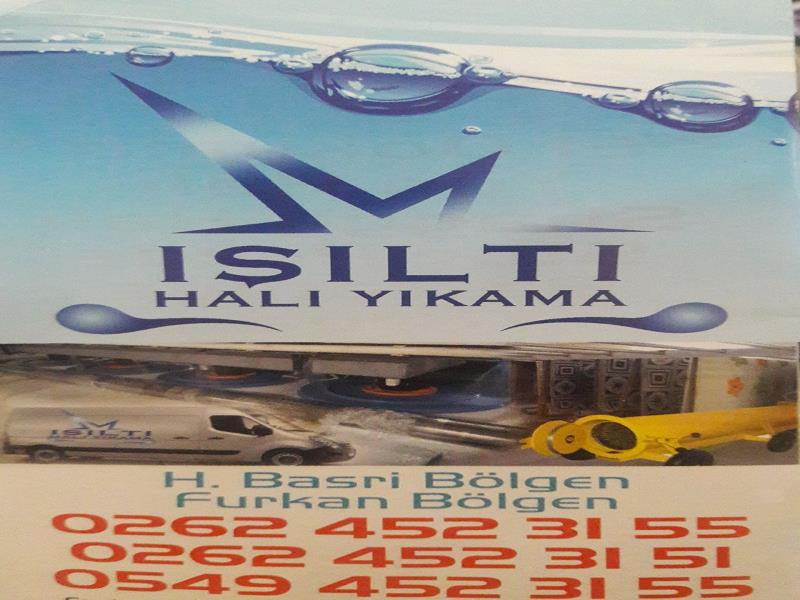 IŞILTI
HALI YIKAMA
IŞILTI
H. Basri Bölgen
Furkan Bölgen
0262 452 31 55
0262 452 31 51
0549 452 31 55